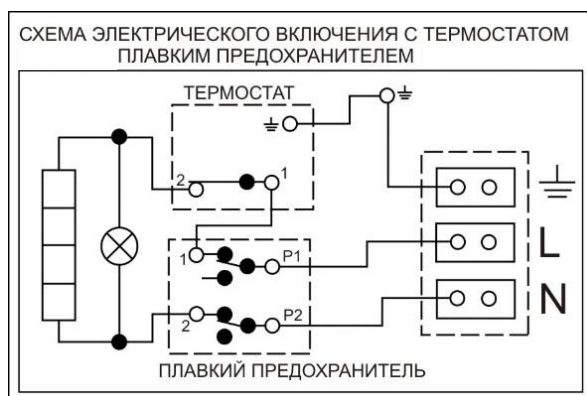 СХЕМА ЭЛЕКТРИЧЕСКОГО ВКЛЮЧЕНИЯ С ТЕРМОСТАТОМ
ПЛАВКИМ ПРЕДОХРАНИТЕЛЕМ
ТЕРМОСТАТ
2
1
1
P1
L
2
P2
N
ПЛАВКИЙ ПРЕДОХРАНИТЕЛЬ